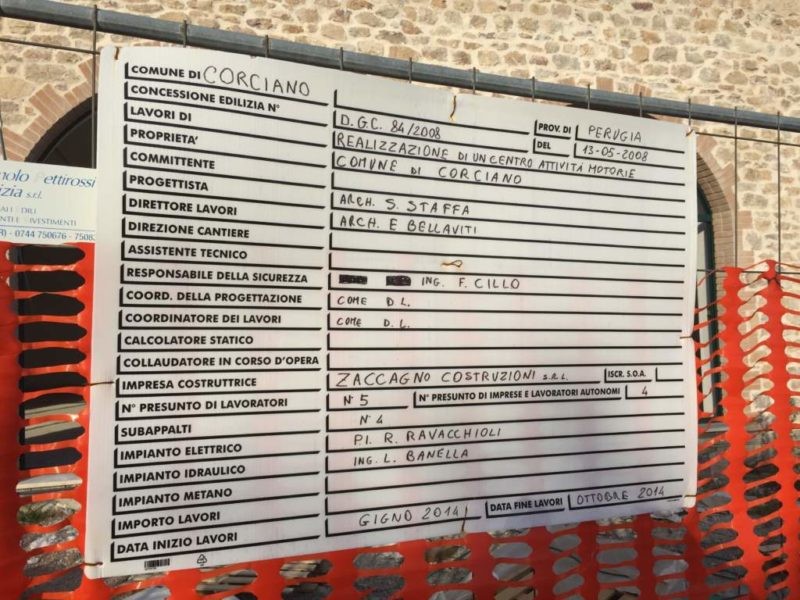 COMUNE DI CORCIANO PROV. DI PERUGIA
CONCESSIONE EDILIZIA N° D.G.C. 84/2008 DEL 13-05-2008
LAVORI DI REALIZZAZIONE DI UN CENTRO ATTIVITÀ MOTORIE
PROPRIETA' COMUNE DI CORCIANO
COMMITTENTE
PROGETTISTA ARCH. S. STAFFA
DIRETTORE LAVORI ARCH. E BELLAVITI
DIREZIONE CANTIERE
ASSISTENTE TECNICO
RESPONSABILE DELLA SICUREZZA ING. F. CILLO
COORD. DELLA PROGETTAZIONE COME D.L.
COORDINATORE DEI LAVORI COME D.L.
CALCOLATORE STATICO
COLLAUDATORE IN CORSO D'OPERA
IMPRESA COSTRUTTRICE ZACCAGNO COSTRUZIONI S.R.L. ISCR. S.O.A.
N° PRESUNTO DI LAVORATORI N° 5 N° PRESUNTO DI IMPRESE E LAVORATORI AUTONOMI 4
SUBAPPALTI N° 4
IMPIANTO ELETTRICO P.I. R. RAVACCHIOLI
IMPIANTO IDRAULICO ING. L. BANELLA
IMPIANTO METANO
IMPORTO LAVORI
DATA INIZIO LAVORI GIGNO 2014 DATA FINE LAVORI OTTOBRE 2014
nolo Pettirossi
izia s.r.l.
R) - 0744 750676 - 7508